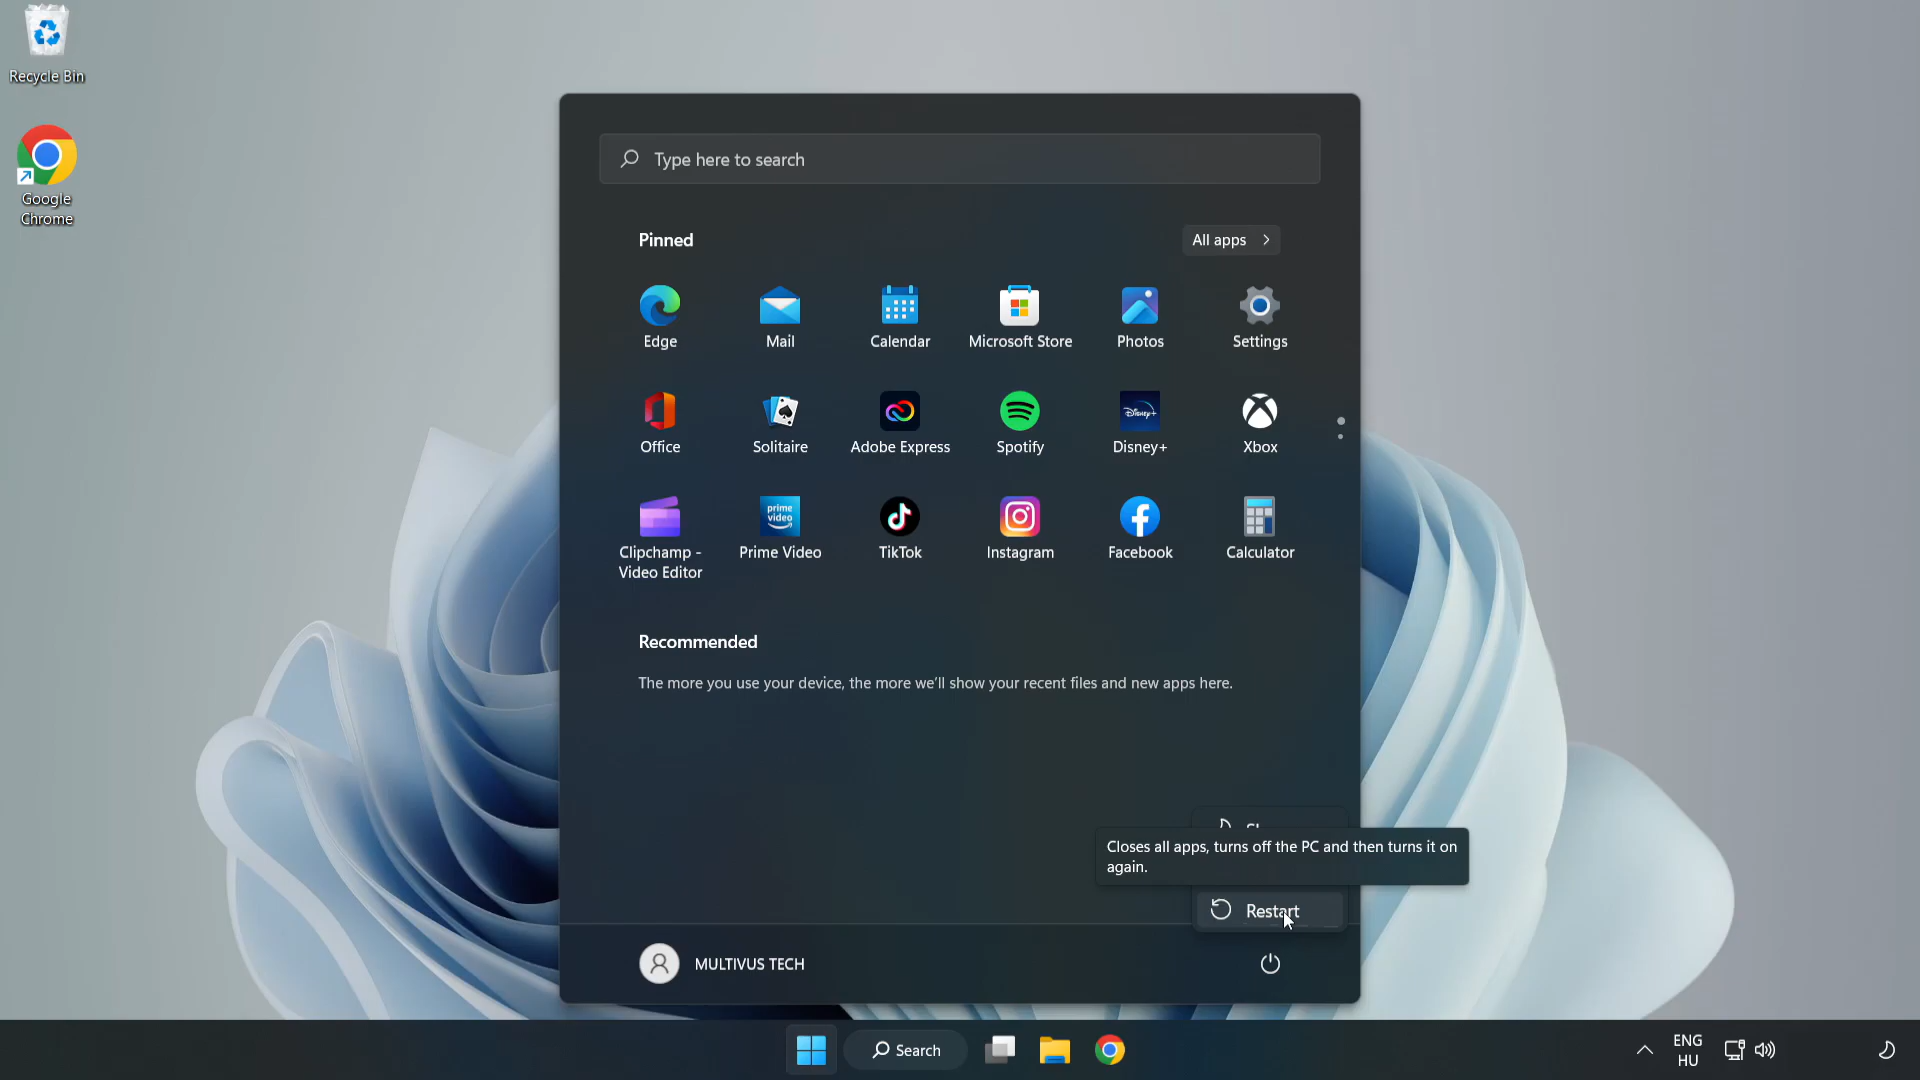 Recycle Bin
Google
Chrome
Type here to search
Pinned
All apps
Edge
Mail
Calendar
Microsoft Store
Photos
Settings
Office
Solitaire
Adobe Express
Spotify
Disney+
Xbox
Disney+
prime
video
Clipchamp -
Video Editor
Prime Video
TikTok
Instagram
Facebook
Calculator
Recommended
The more you use your device, the more we'll show your recent files and new apps here.
Closes all apps, turns off the PC and then turns it on
again.
Restart
MULTIVUS TECH
Search
ENG
HU